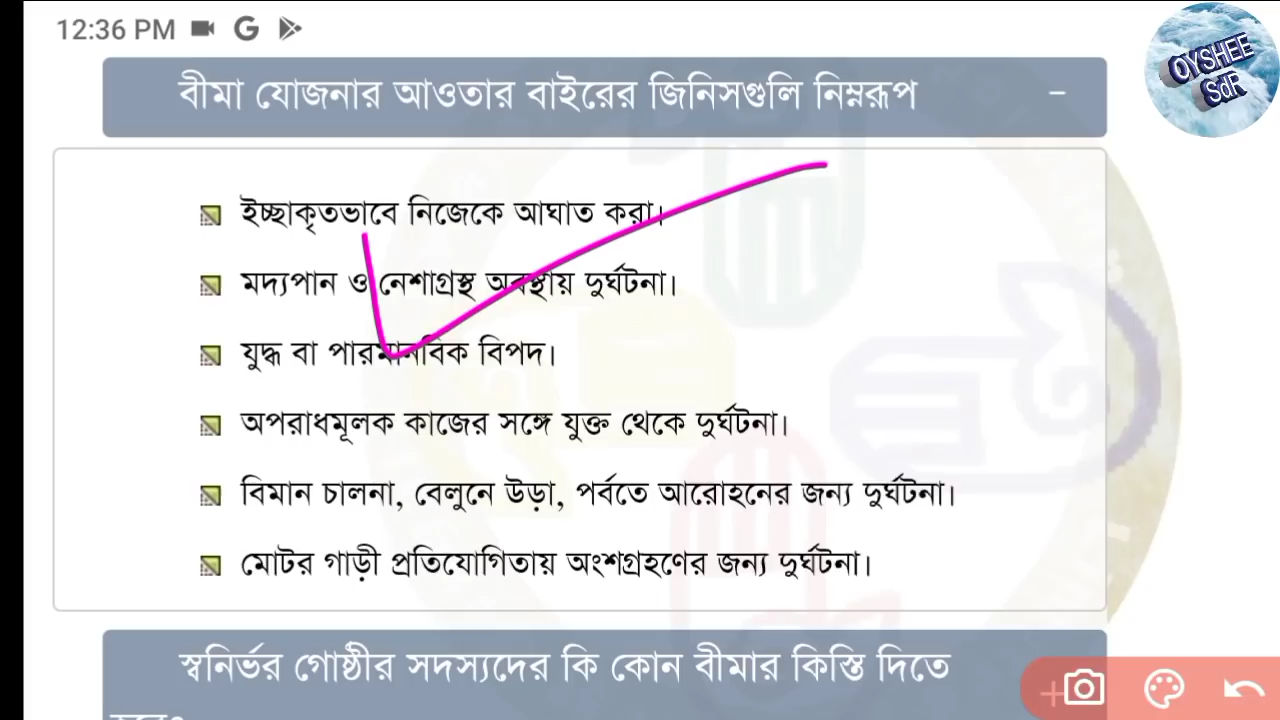 12:36 PM
OYSHEE
SdR
বীমা যোজনার আওতার বাইরের জিনিসগুলি নিম্নরূপ
ইচ্ছাকৃতভাবে নিজেকে আঘাত করা।
মদ্যপান ও নেশাগ্রস্থ অবস্থায় দুর্ঘটনা।
যুদ্ধ বা পারমানবিক বিপদ।
অপরাধমূলক কাজের সঙ্গে যুক্ত থেকে দুর্ঘটনা।
বিমান চালনা, বেলুনে উড়া, পর্বতে আরোহনের জন্য দুর্ঘটনা।
মোটর গাড়ী প্রতিযোগিতায় অংশগ্রহণের জন্য দুর্ঘটনা।
স্বনির্ভর গোষ্ঠীর সদস্যদের কি কোন বীমার কিস্তি দিতে